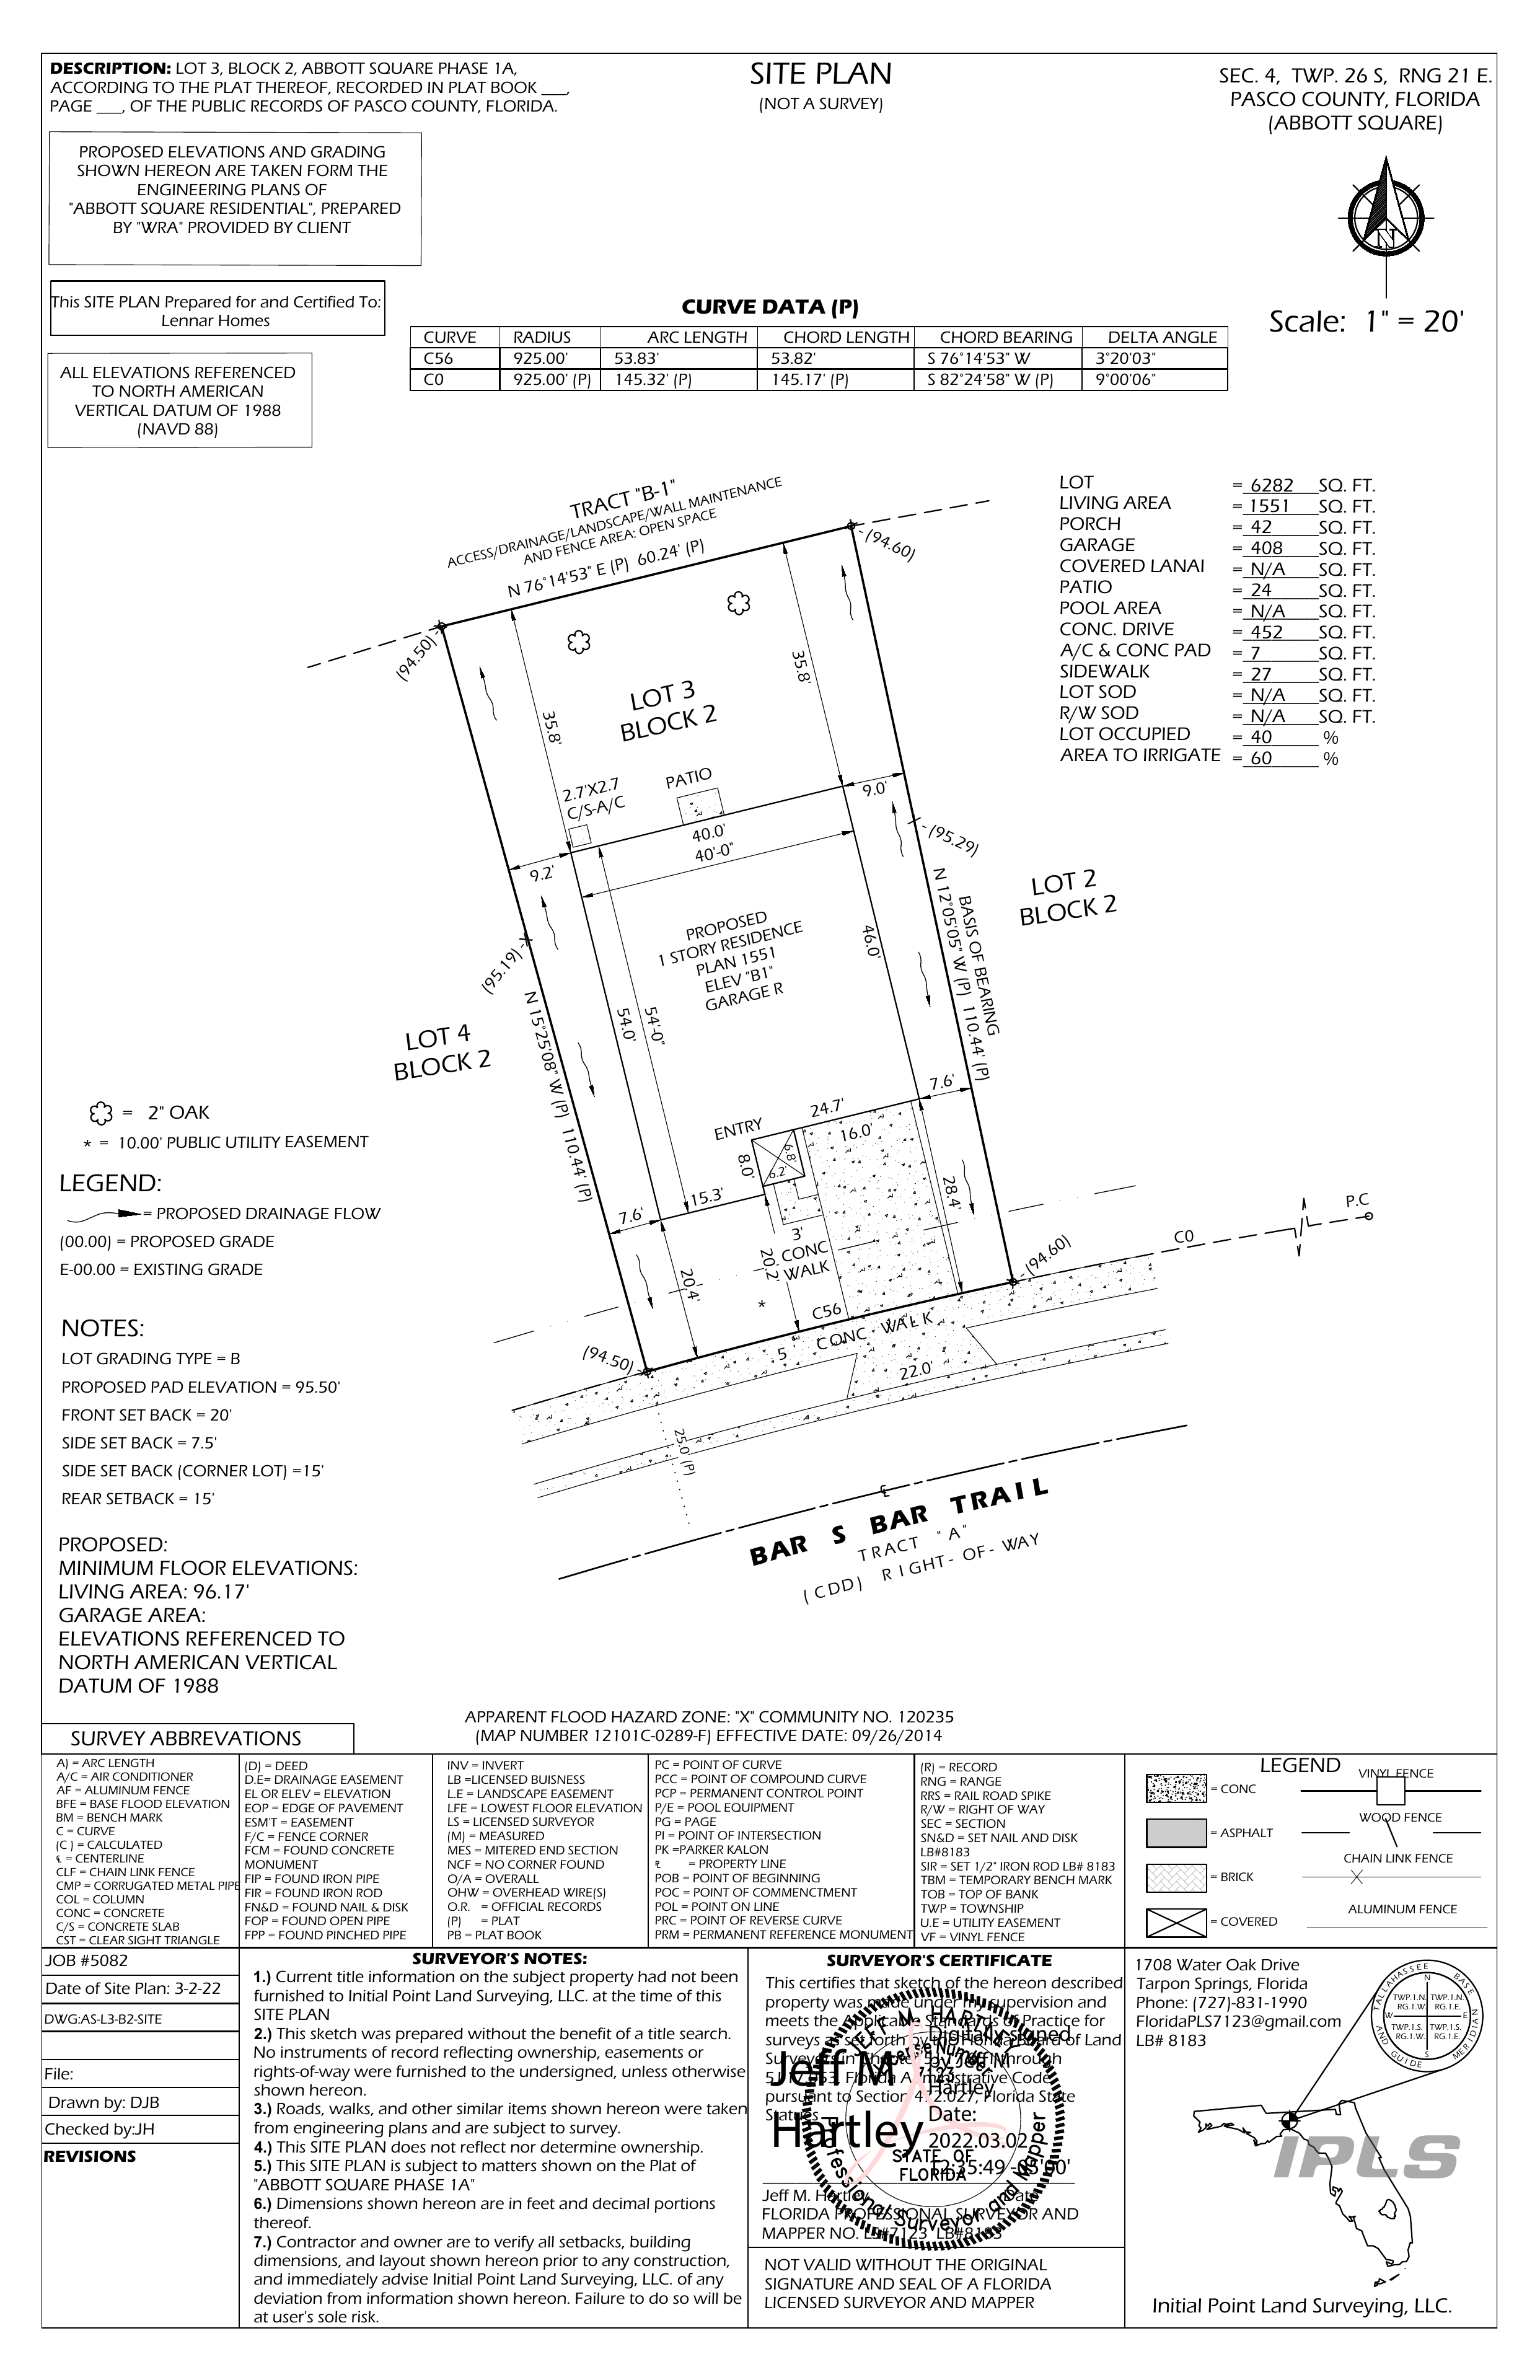 DESCRIPTION: LOT 3, BLOCK 2, ABBOTT SQUARE PHASE 1A,
ACCORDING TO THE PLAT THEREOF, RECORDED IN PLAT BOOK ___,
PAGE ___, OF THE PUBLIC RECORDS OF PASCO COUNTY, FLORIDA.
SITE PLAN
(NOT A SURVEY)
SEC. 4, TWP. 26 S, RNG 21 E.
PASCO COUNTY, FLORIDA
(ABBOTT SQUARE)
PROPOSED ELEVATIONS AND GRADING
SHOWN HEREON ARE TAKEN FORM THE
ENGINEERING PLANS OF
"ABBOTT SQUARE RESIDENTIAL", PREPARED
BY "WRA" PROVIDED BY CLIENT
N
Scale: 1" = 20'
This SITE PLAN Prepared for and Certified To:
Lennar Homes
ALL ELEVATIONS REFERENCED
TO NORTH AMERICAN
VERTICAL DATUM OF 1988
(NAVD 88)
CURVE DATA (P)
CURVE RADIUS ARC LENGTH CHORD LENGTH CHORD BEARING DELTA ANGLE
C56 925.00' 53.83' 53.82' S 76°14'53" W 3°20'03"
C0 925.00' (P) 145.32' (P) 145.17' (P) S 82°24'58" W (P) 9°00'06"
LOT = 6282 SQ. FT.
LIVING AREA = 1551 SQ. FT.
PORCH = 42 SQ. FT.
GARAGE = 408 SQ. FT.
COVERED LANAI = N/A SQ. FT.
PATIO = 24 SQ. FT.
POOL AREA = N/A SQ. FT.
CONC. DRIVE = 452 SQ. FT.
A/C & CONC PAD = 7 SQ. FT.
SIDEWALK = 27 SQ. FT.
LOT SOD = N/A SQ. FT.
R/W SOD = N/A SQ. FT.
LOT OCCUPIED = 40 %
AREA TO IRRIGATE = 60 %
TRACT "B-1"
ACCESS/DRAINAGE/LANDSCAPE/WALL MAINTENANCE
AND FENCE AREA: OPEN SPACE
N 76°14'53" E (P) 60.24' (P)
(94.60)
(94.50)
35.8'
35.8'
LOT 3
BLOCK 2
2.7'X2.7
C/S-A/C
PATIO
9.0'
40.0'
40'-0"
9.2'
(95.29)
(95.19)
LOT 2
BLOCK 2
BASIS OF BEARING
N 12°05'05" W (P) 110.44' (P)
PROPOSED
1 STORY RESIDENCE
PLAN 1551
ELEV "B1"
GARAGE R
46.0'
54.0'
54'-0"
LOT 4
BLOCK 2
N 15°25'08" W (P) 110.44' (P)
7.6'
24.7'
16.0'
ENTRY
8.0'
6.8'
6.2'
15.3'
7.6'
28.4'
3'
CONC
WALK
20.2'
20.4'
*
C56
(94.60)
C0
P.C
(94.50)
5'
CONC WALK
22.0'
25.0' (P)
BAR S BAR TRAIL
TRACT "A"
(CDD) RIGHT-OF-WAY
= 2" OAK
* = 10.00' PUBLIC UTILITY EASEMENT
LEGEND:
= PROPOSED DRAINAGE FLOW
(00.00) = PROPOSED GRADE
E-00.00 = EXISTING GRADE
NOTES:
LOT GRADING TYPE = B
PROPOSED PAD ELEVATION = 95.50'
FRONT SET BACK = 20'
SIDE SET BACK = 7.5'
SIDE SET BACK (CORNER LOT) =15'
REAR SETBACK = 15'
PROPOSED:
MINIMUM FLOOR ELEVATIONS:
LIVING AREA: 96.17'
GARAGE AREA:
ELEVATIONS REFERENCED TO
NORTH AMERICAN VERTICAL
DATUM OF 1988
APPARENT FLOOD HAZARD ZONE: "X" COMMUNITY NO. 120235
(MAP NUMBER 12101C-0289-F) EFFECTIVE DATE: 09/26/2014
SURVEY ABBREVATIONS
A) = ARC LENGTH
A/C = AIR CONDITIONER
AF = ALUMINUM FENCE
BFE = BASE FLOOD ELEVATION
BM = BENCH MARK
C = CURVE
(C ) = CALCULATED
℄ = CENTERLINE
CLF = CHAIN LINK FENCE
CMP = CORRUGATED METAL PIPE
COL = COLUMN
CONC = CONCRETE
C/S = CONCRETE SLAB
CST = CLEAR SIGHT TRIANGLE
(D) = DEED
D.E= DRAINAGE EASEMENT
EL OR ELEV = ELEVATION
EOP = EDGE OF PAVEMENT
ESM'T = EASEMENT
F/C = FENCE CORNER
FCM = FOUND CONCRETE
MONUMENT
FIP = FOUND IRON PIPE
FIR = FOUND IRON ROD
FN&D = FOUND NAIL & DISK
FOP = FOUND OPEN PIPE
FPP = FOUND PINCHED PIPE
INV = INVERT
LB =LICENSED BUISNESS
L.E = LANDSCAPE EASEMENT
LFE = LOWEST FLOOR ELEVATION
LS = LICENSED SURVEYOR
(M) = MEASURED
MES = MITERED END SECTION
NCF = NO CORNER FOUND
O/A = OVERALL
OHW = OVERHEAD WIRE(S)
O.R. = OFFICIAL RECORDS
(P) = PLAT
PB = PLAT BOOK
PC = POINT OF CURVE
PCC = POINT OF COMPOUND CURVE
PCP = PERMANENT CONTROL POINT
P/E = POOL EQUIPMENT
PG = PAGE
PI = POINT OF INTERSECTION
PK =PARKER KALON
℄ = PROPERTY LINE
POB = POINT OF BEGINNING
POC = POINT OF COMMENCTMENT
POL = POINT ON LINE
PRC = POINT OF REVERSE CURVE
PRM = PERMANENT REFERENCE MONUMENT
(R) = RECORD
RNG = RANGE
RRS = RAIL ROAD SPIKE
R/W = RIGHT OF WAY
SEC = SECTION
SN&D = SET NAIL AND DISK
LB#8183
SIR = SET 1/2" IRON ROD LB# 8183
TBM = TEMPORARY BENCH MARK
TOB = TOP OF BANK
TWP = TOWNSHIP
U.E = UTILITY EASEMENT
VF = VINYL FENCE
LEGEND
= CONC
= ASPHALT
= BRICK
= COVERED
VINYL FENCE
WOOD FENCE
CHAIN LINK FENCE
ALUMINUM FENCE
JOB #5082
Date of Site Plan: 3-2-22
DWG:AS-L3-B2-SITE
File:
Drawn by: DJB
Checked by:JH
REVISIONS
SURVEYOR'S NOTES:
1.) Current title information on the subject property had not been
furnished to Initial Point Land Surveying, LLC. at the time of this
SITE PLAN
2.) This sketch was prepared without the benefit of a title search.
No instruments of record reflecting ownership, easements or
rights-of-way were furnished to the undersigned, unless otherwise
shown hereon.
3.) Roads, walks, and other similar items shown hereon were taken
from engineering plans and are subject to survey.
4.) This SITE PLAN does not reflect nor determine ownership.
5.) This SITE PLAN is subject to matters shown on the Plat of
"ABBOTT SQUARE PHASE 1A"
6.) Dimensions shown hereon are in feet and decimal portions
thereof.
7.) Contractor and owner are to verify all setbacks, building
dimensions, and layout shown hereon prior to any construction,
and immediately advise Initial Point Land Surveying, LLC. of any
deviation from information shown hereon. Failure to do so will be
at user's sole risk.
SURVEYOR'S CERTIFICATE
This certifies that sketch of the hereon described
property was made under my supervision and
meets the Applicable Standards of Practice for
surveys as set forth by the Florida Board of Land
Surveyors in Chapter through
Florida Administrative Code
pursuant to Section 472.027, Florida State
Statues
Jeff M
Hartley
Digitally signed
by Jeff M
Hartley
Date:
2022.03.02
12:35:49 -05'00'
JEFF M. HARTLEY
License Number
7123
STATE OF
FLORIDA
Professional Surveyor and Mapper
Jeff M. Hartley Date
FLORIDA PROFESSIONAL SURVEYOR AND
MAPPER NO. LS#7123 LB#8183
NOT VALID WITHOUT THE ORIGINAL
SIGNATURE AND SEAL OF A FLORIDA
LICENSED SURVEYOR AND MAPPER
1708 Water Oak Drive
Tarpon Springs, Florida
Phone: (727)-831-1990
FloridaPLS7123@gmail.com
LB# 8183
TALLAHASSEE BASE
AND GUIDE MERIDIAN
N
W
E
S
TWP.1.N. TWP.1.N.
RG.1.W. RG.1.E.
TWP.1.S. TWP.1.S.
RG.1.W. RG.1.E.
IPLS
Initial Point Land Surveying, LLC.